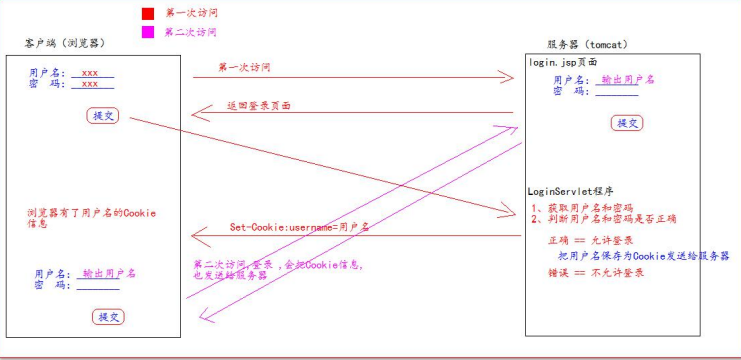 第一次访问
第二次访问
客户端（浏览器）
服务器（tomcat）
用户名： xxx
密 码： xxx
提交
第一次访问
返回登录页面
login.jsp页面
用户名：输出用户名
密 码：
提交
浏览器有了用户名的Cookie
信息
Set-Cookie:username=用户名
LoginServlet程序
1、获取用户名和密码
2、判断用户名和密码是否正确
正确 == 允许登录
把用户名保存为Cookie发送给服务器
错误 == 不允许登录
第二次访问,登录 ,会把Cookie信息,
也发送给服务器
用户名：输出用户名
密 码：
提交